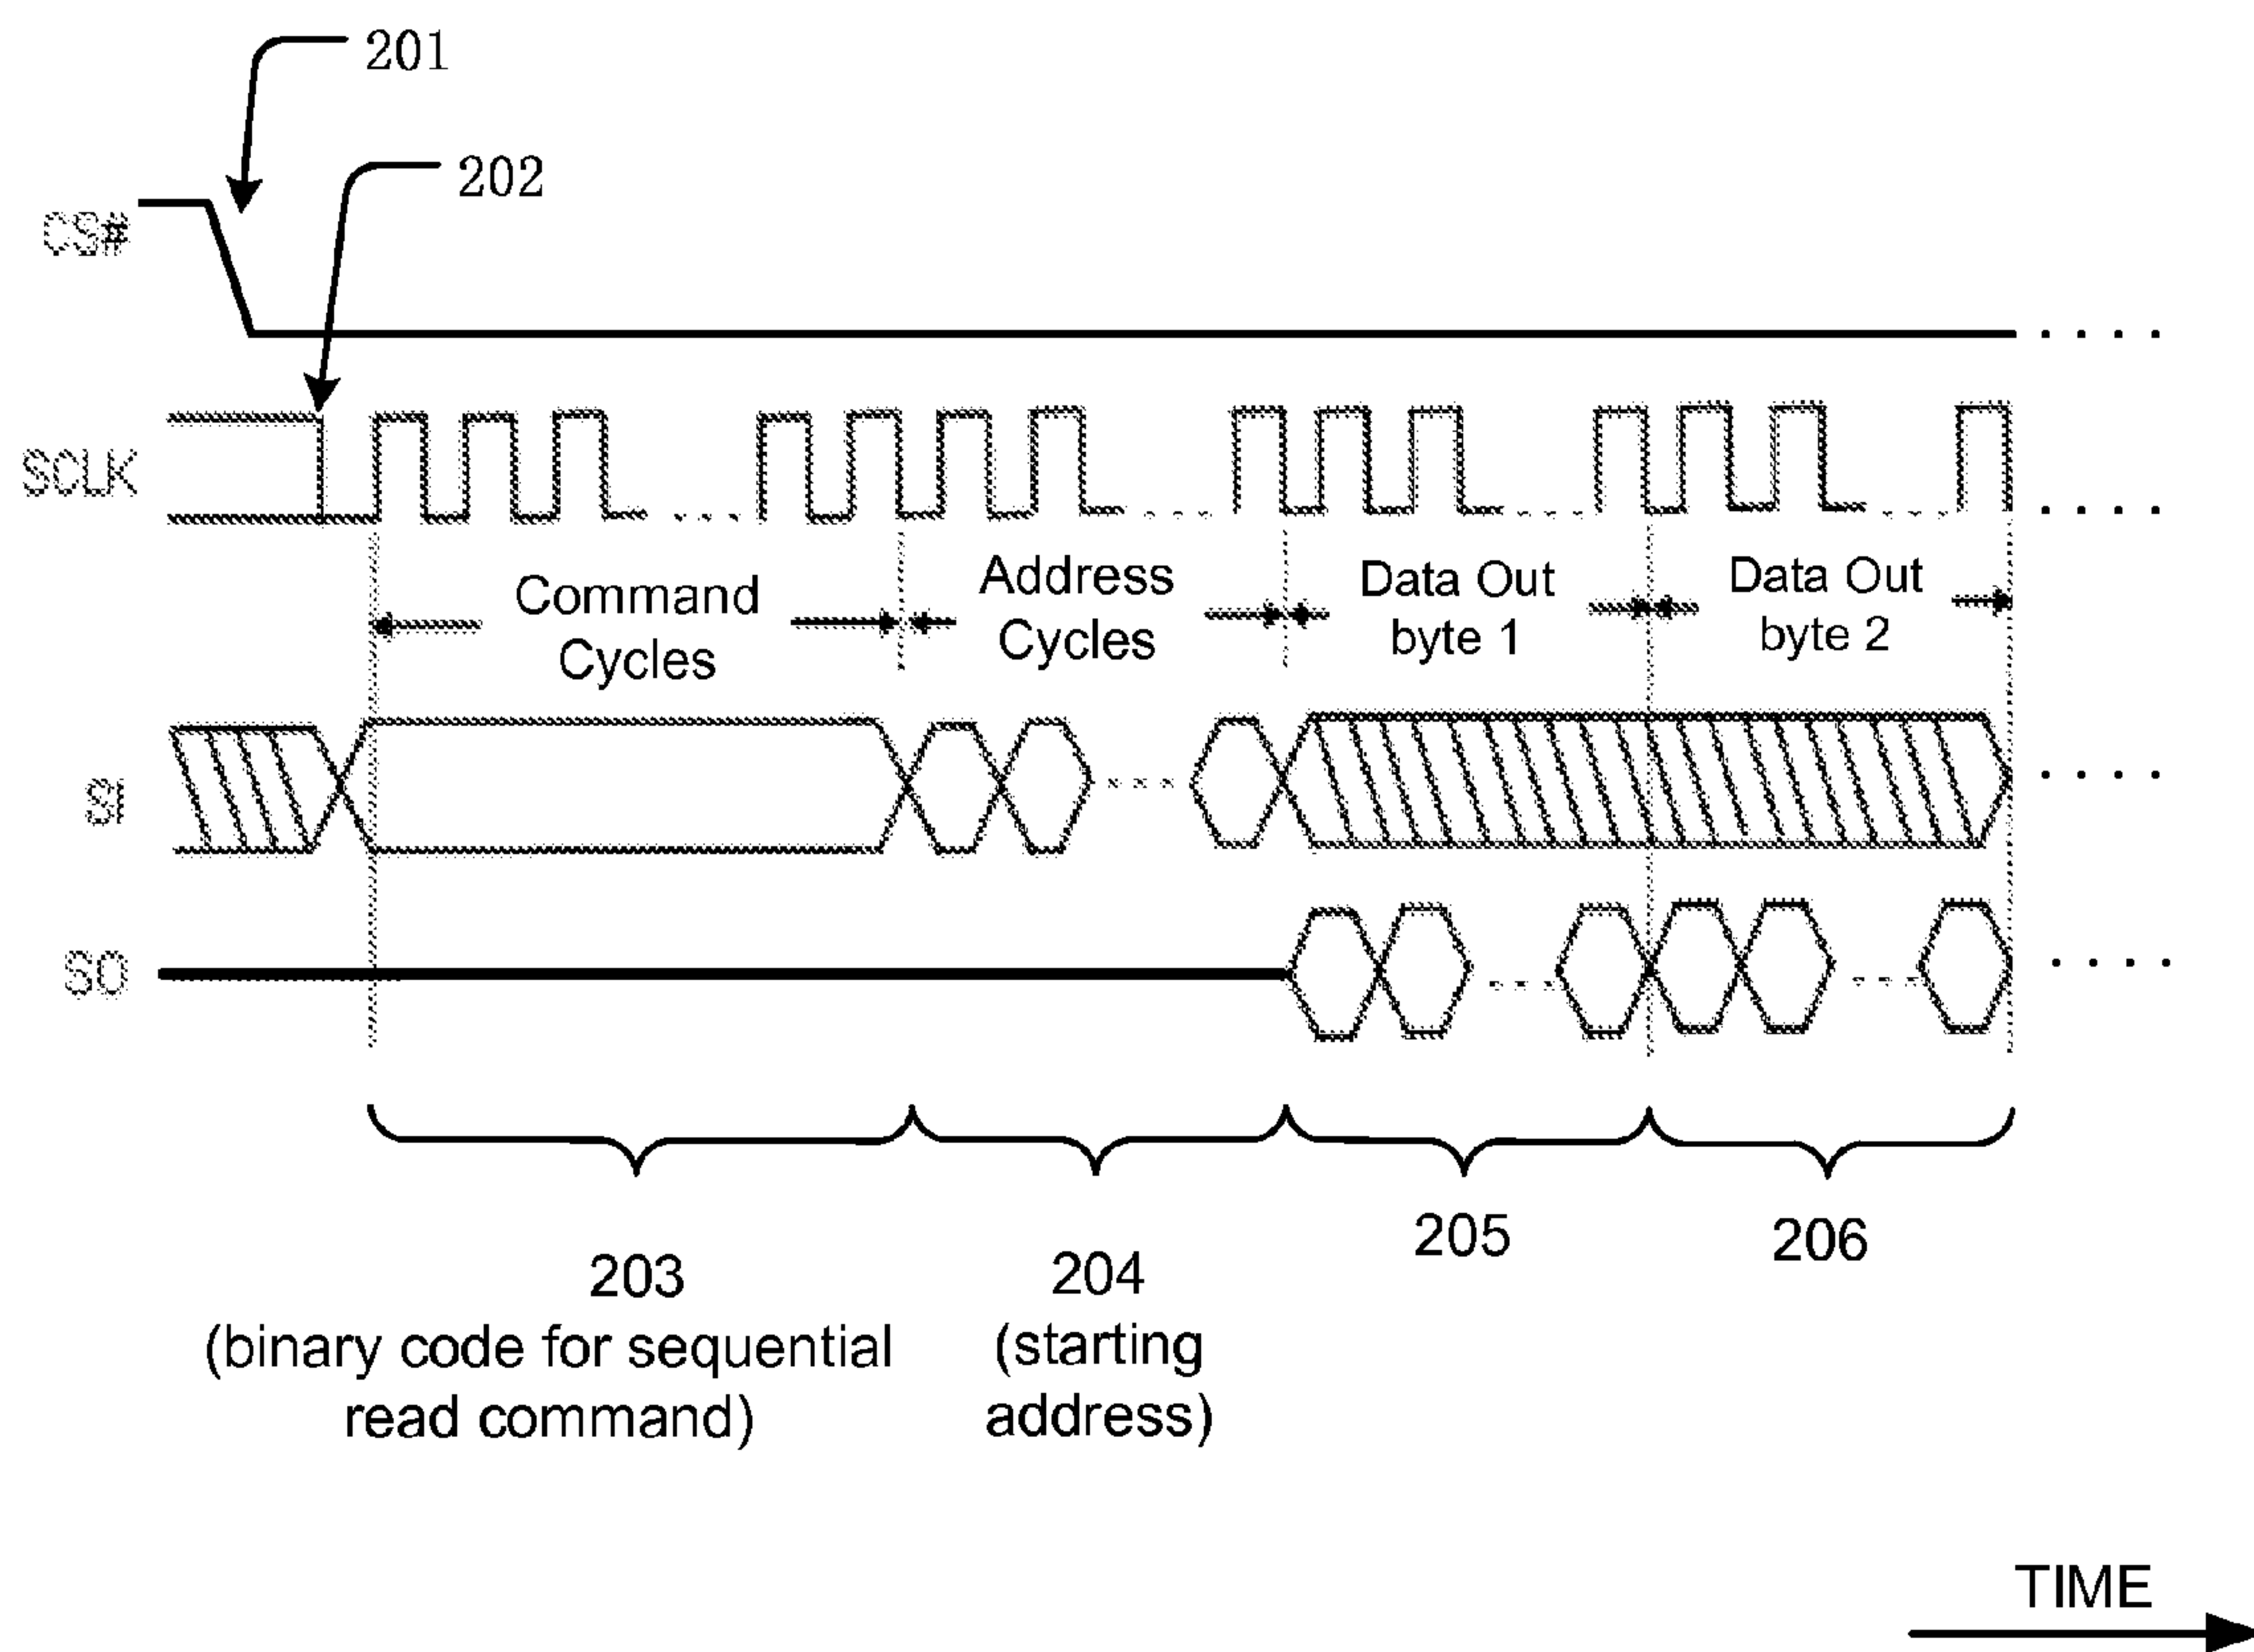 201
202
CS#
SCLK
Command
Cycles
Address
Cycles
Data Out
byte 1
Data Out
byte 2
SI
SO
203
(binary code for sequential
read command)
204
(starting
address)
205
206
TIME